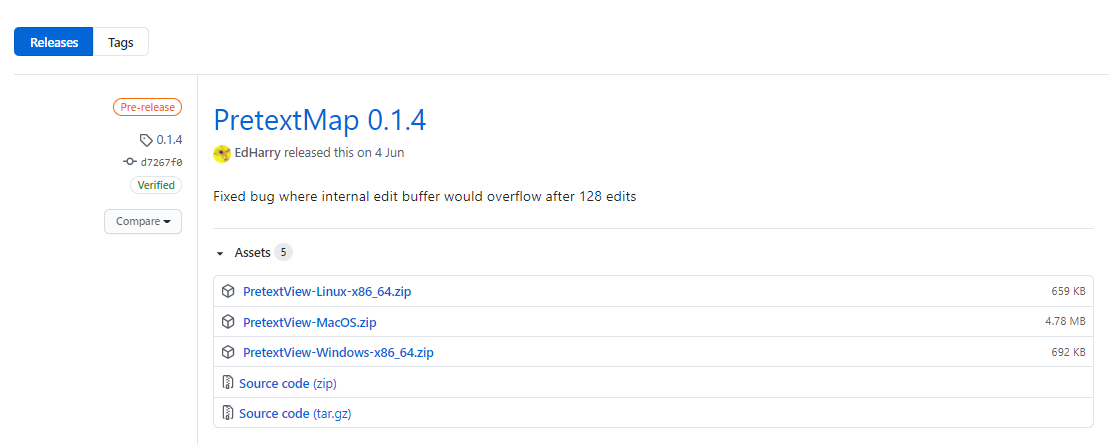 Releases Tags
Pre-release
0.1.4
d7267f0
Verified
Compare
PretextMap 0.1.4
EdHarry released this on 4 Jun
Fixed bug where internal edit buffer would overflow after 128 edits
Assets 5
PretextView-Linux-x86_64.zip 659 KB
PretextView-MacOS.zip 4.78 MB
PretextView-Windows-x86_64.zip 692 KB
Source code (zip)
Source code (tar.gz)